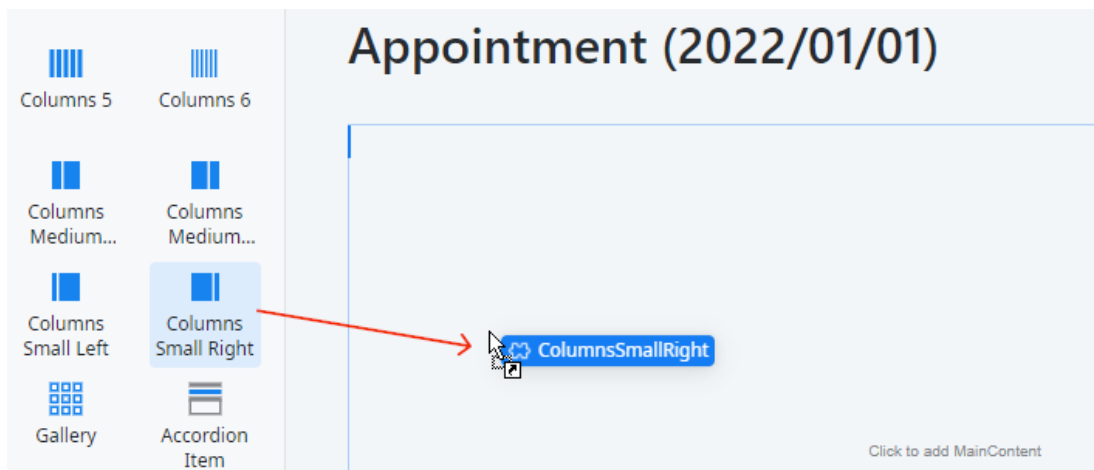 Appointment (2022/01/01)
Columns 5
Columns 6
Columns
Medium...
Columns
Medium...
Columns
Small Left
Columns
Small Right
ColumnsSmallRight
Gallery
Accordion
Item
Click to add MainContent